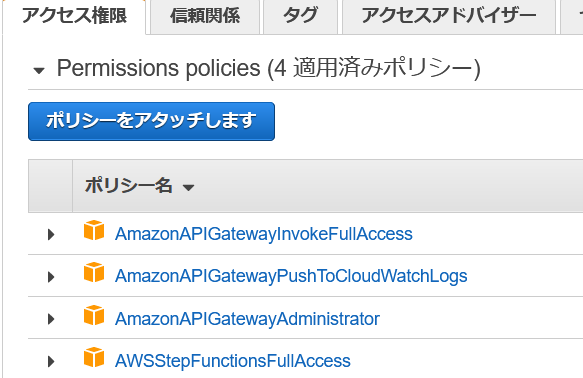 アクセス権限 信頼関係 タグ アクセスアドバイザー
Permissions policies (4 適用済みポリシー)
ポリシーをアタッチします
ポリシー名
AmazonAPIGatewayInvokeFullAccess
AmazonAPIGatewayPushToCloudWatchLogs
AmazonAPIGatewayAdministrator
AWSStepFunctionsFullAccess